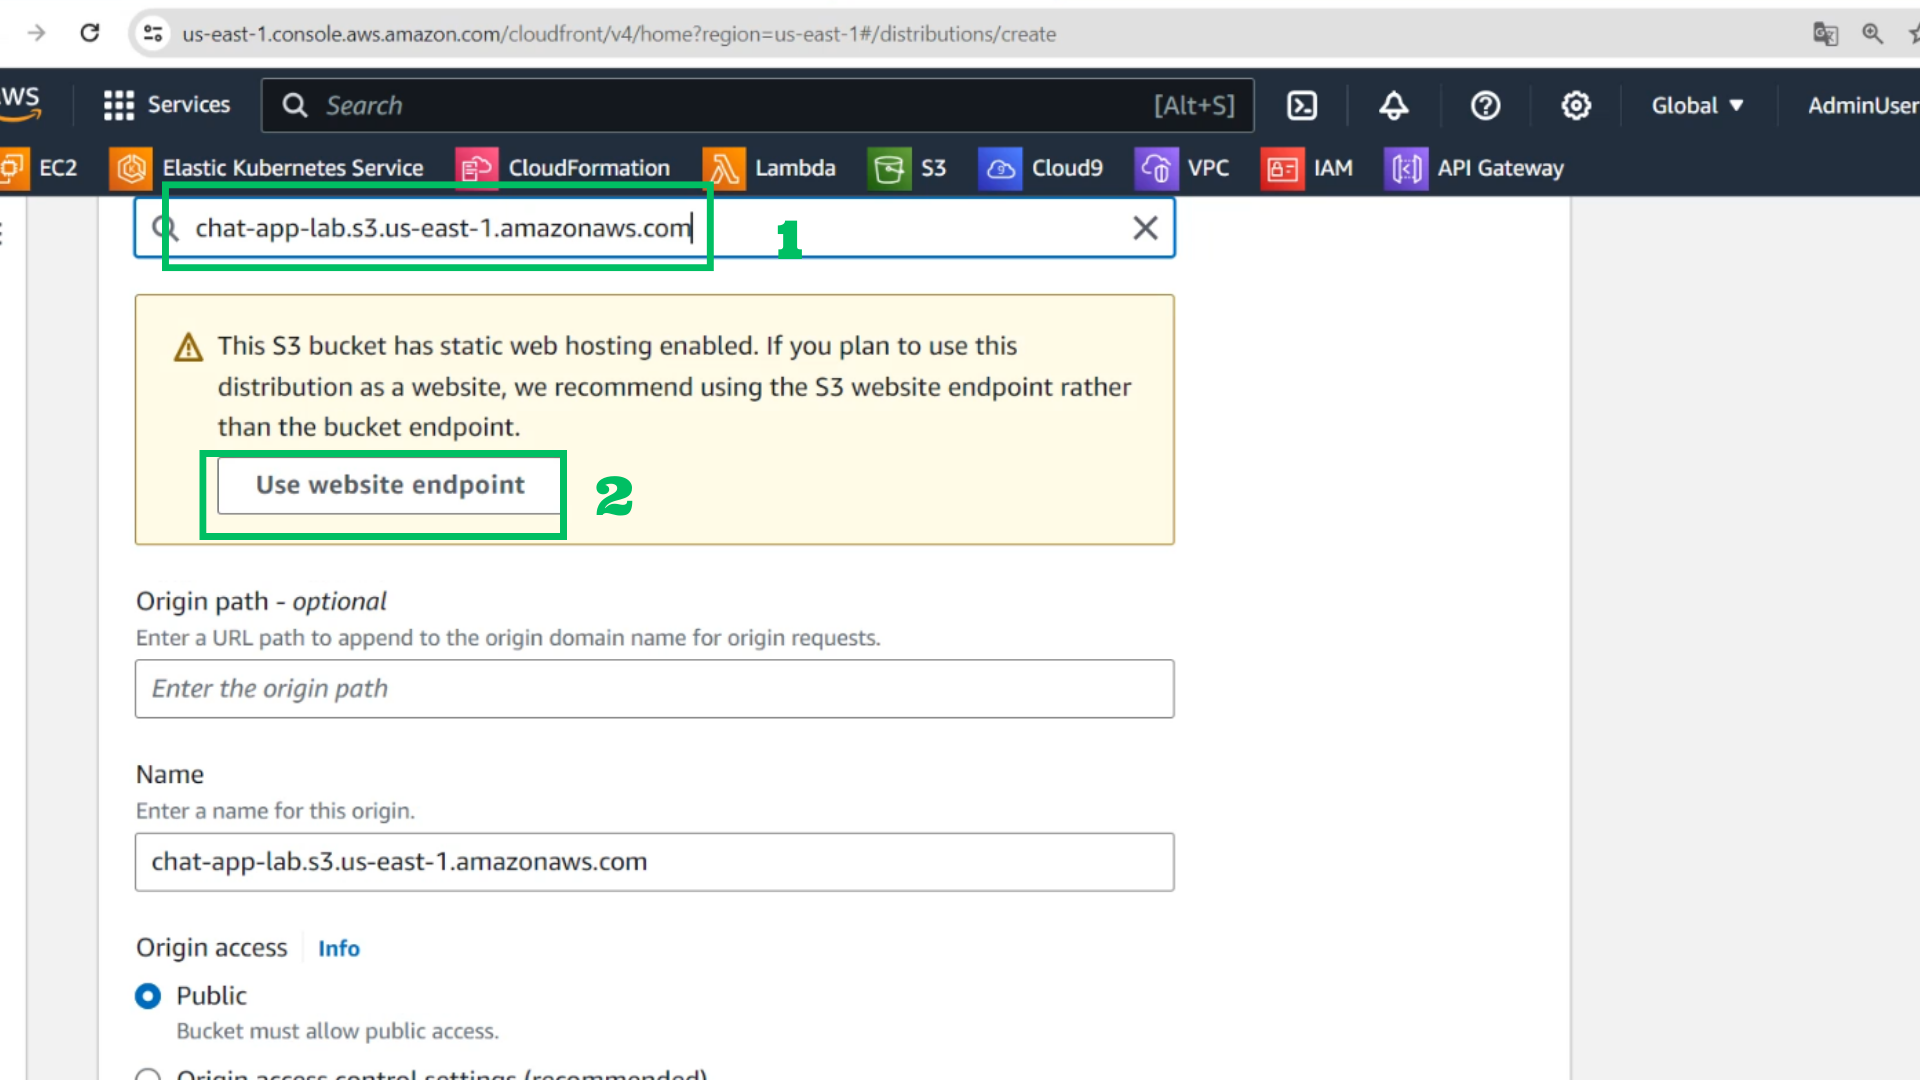 us-east-1.console.aws.amazon.com/cloudfront/v4/home?region=us-east-1#/distributions/create
aws Services Search [Alt+S] Global ▼ AdminUser
EC2 Elastic Kubernetes Service CloudFormation Lambda S3 Cloud9 VPC IAM API Gateway
chat-app-lab.s3.us-east-1.amazonaws.com 1
This S3 bucket has static web hosting enabled. If you plan to use this
distribution as a website, we recommend using the S3 website endpoint rather
than the bucket endpoint.
Use website endpoint 2
Origin path - optional
Enter a URL path to append to the origin domain name for origin requests.
Enter the origin path
Name
Enter a name for this origin.
chat-app-lab.s3.us-east-1.amazonaws.com
Origin access Info
Public
Bucket must allow public access.
Origin access control settings (recommended)